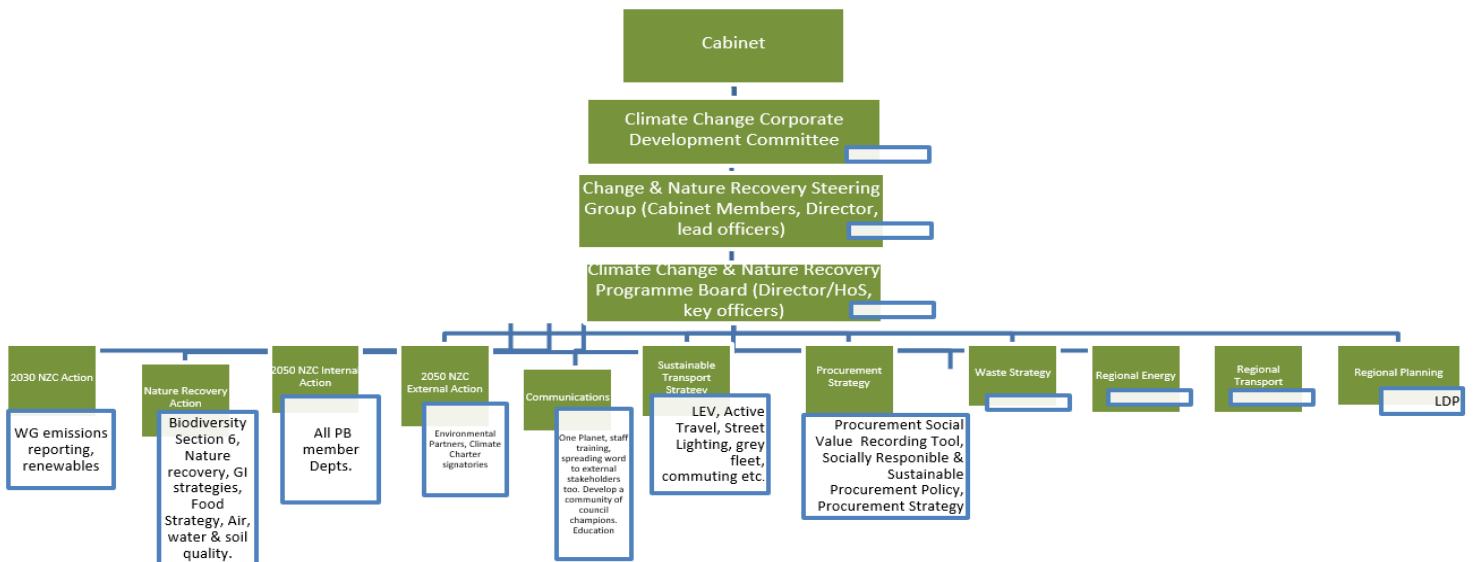 Cabinet
Climate Change Corporate
Development Committee
Change & Nature Recovery Steering
Group (Cabinet Members, Director,
lead officers)
Climate Change & Nature Recovery
Programme Board (Director/HoS,
key officers)
2030 NZC Action
WG emissions
reporting,
renewables
Nature Recovery
Action
Biodiversity
Section 6,
Nature
recovery, GI
strategies,
Food
Strategy, Air,
water & soil
quality.
2050 NZC Internal
Action
All PB
member
Depts.
2050 NZC
External Action
Environmental
Partners, Climate
Charter
signatories
Communications
One Planet, staff
training,
spreading word
to external
stakeholders
too. Develop a
community of
council
champions.
Education
Sustainable
Transport
Strategy
LEV, Active
Travel, Street
Lighting, grey
fleet,
commuting etc.
Procurement
Strategy
Procurement Social
Value Recording Tool,
Socially Responible &
Sustainable
Procurement Policy,
Procurement Strategy
Waste Strategy
Regional Energy
Regional
Transport
Regional Planning
LDP